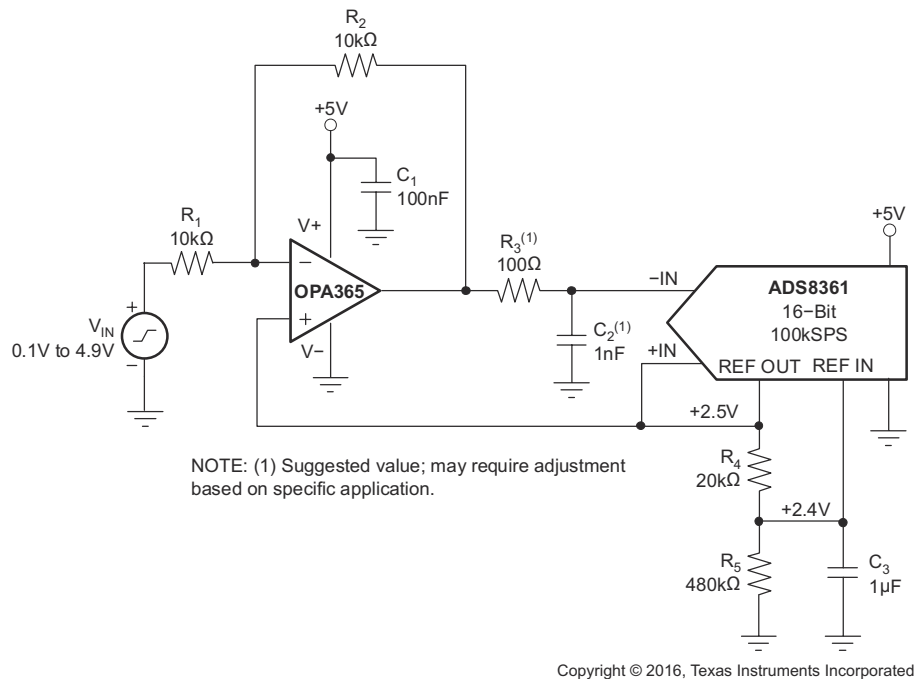 R2
10kΩ
+5V
C1
100nF
R1
10kΩ
V+
−
OPA365
+
V−
R3(1)
100Ω
−IN
+5V
ADS8361
16−Bit
100kSPS
C2(1)
1nF
+IN
REF OUT
REF IN
+
VIN
0.1V to 4.9V
−
+2.5V
NOTE: (1) Suggested value; may require adjustment
based on specific application.
R4
20kΩ
+2.4V
R5
480kΩ
C3
1µF
Copyright © 2016, Texas Instruments Incorporated